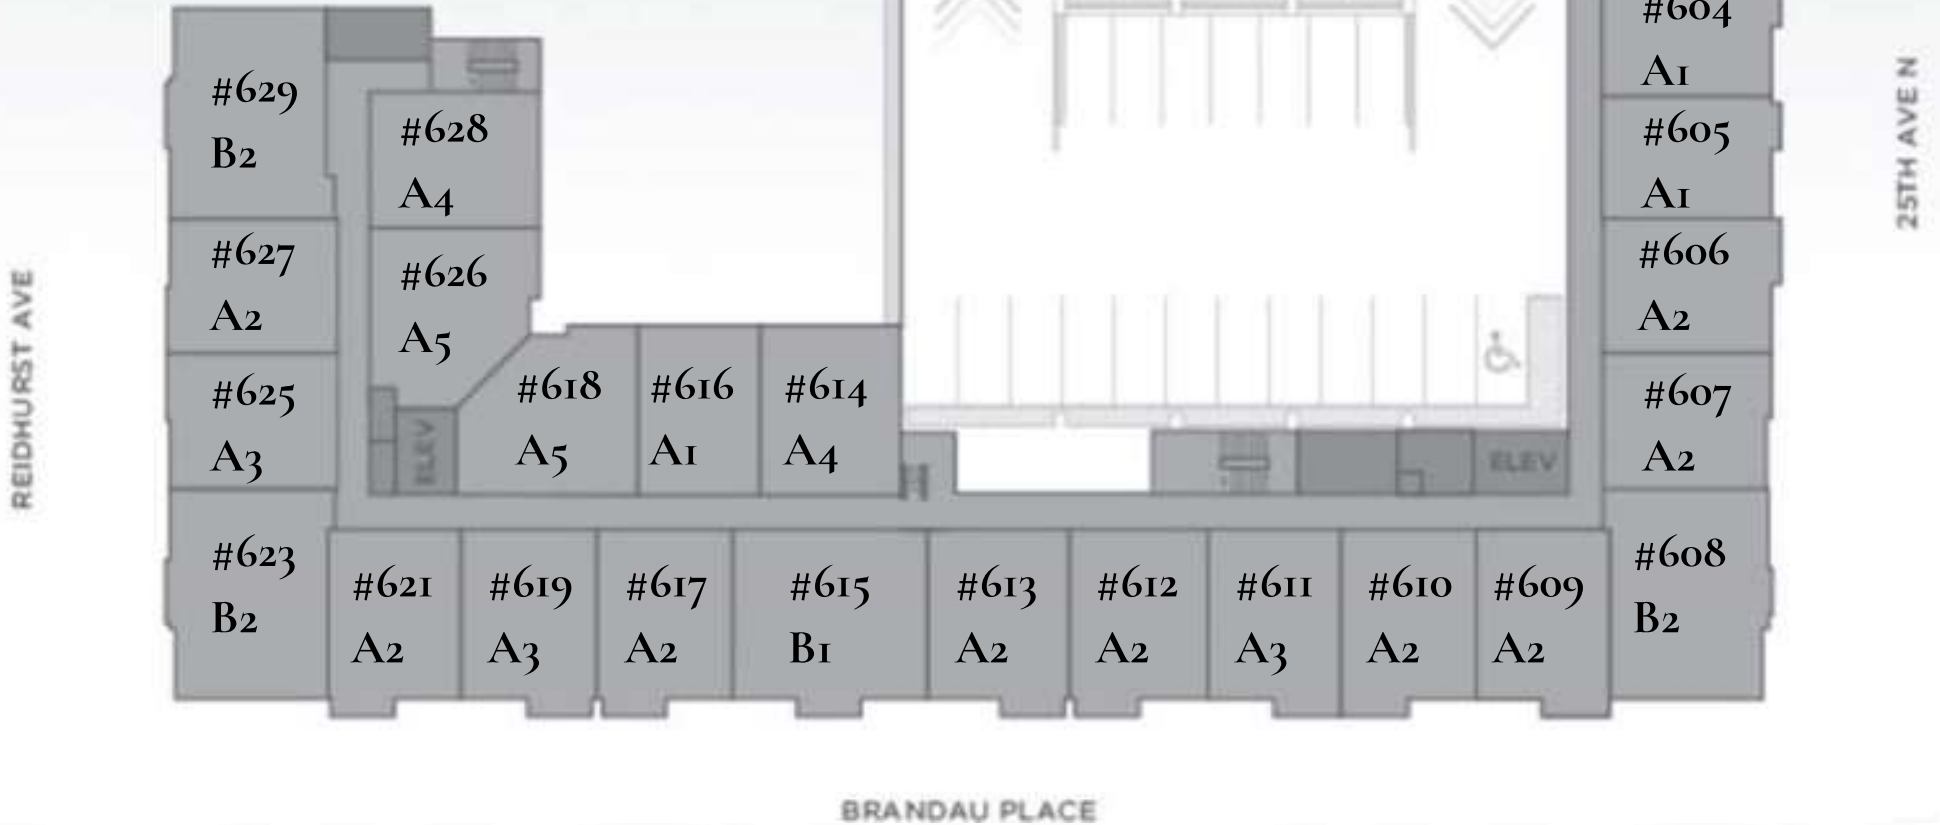 #604
A1
#629
B2
#628
A4
#605
A1
25TH AVE N
#627
A2
#626
A5
#606
A2
REIDHURST AVE
#625
A3
#618
A5
#616
A1
#614
A4
#607
A2
ELEV
ELEV
#623
B2
#621
A2
#619
A3
#617
A2
#615
B1
#613
A2
#612
A2
#611
A3
#610
A2
#609
A2
#608
B2
BRANDAU PLACE